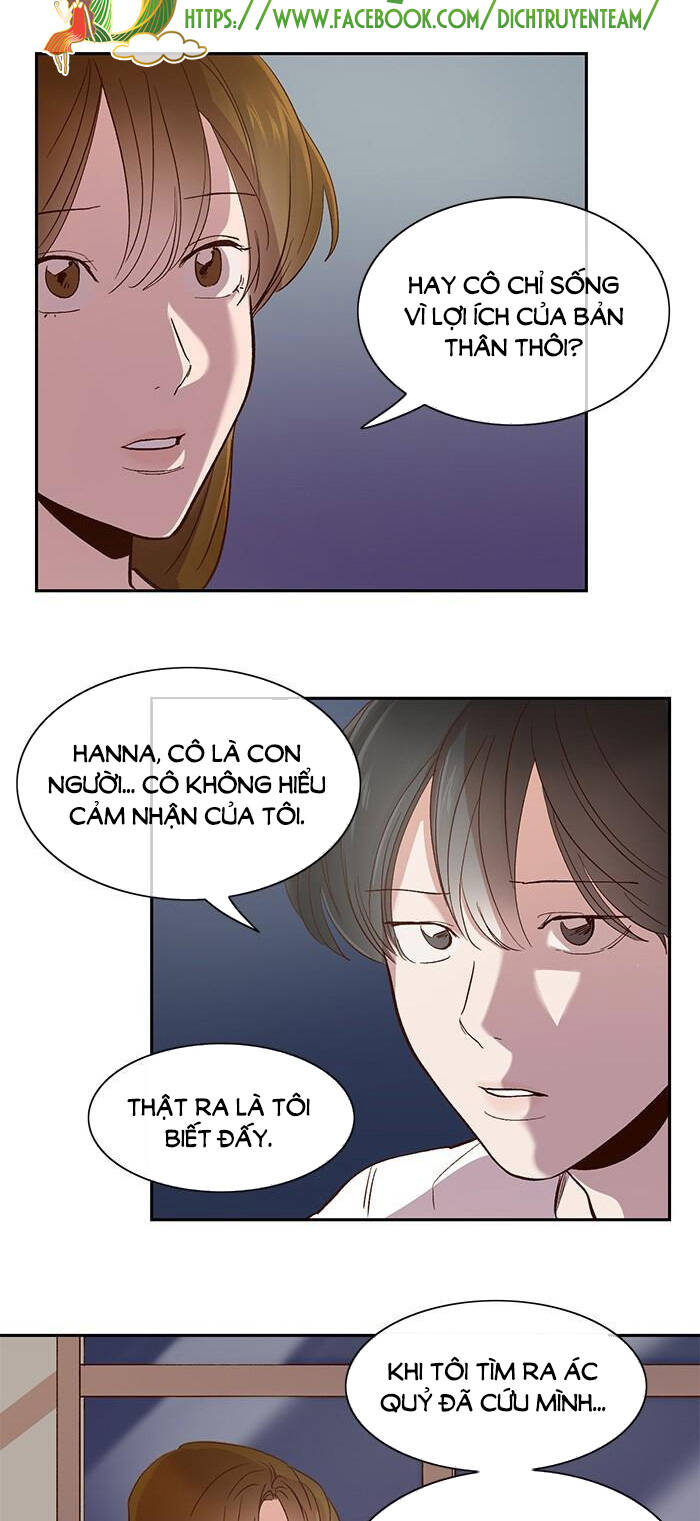 HTTPS://WWW.FACEBOOK.COM/DICHTRUYENTEAM/
HAY CÔ CHỈ SỐNG
VÌ LỢI ÍCH CỦA BẢN
THÂN THÔI?
HANNA, CÔ LÀ CON
NGƯỜI... CÔ KHÔNG HIỂU
CẢM NHẬN CỦA TÔI.
THẬT RA LÀ TÔI
BIẾT ĐẤY.
KHI TÔI TÌM RA ÁC
QUỶ ĐÃ CỨU MÌNH...